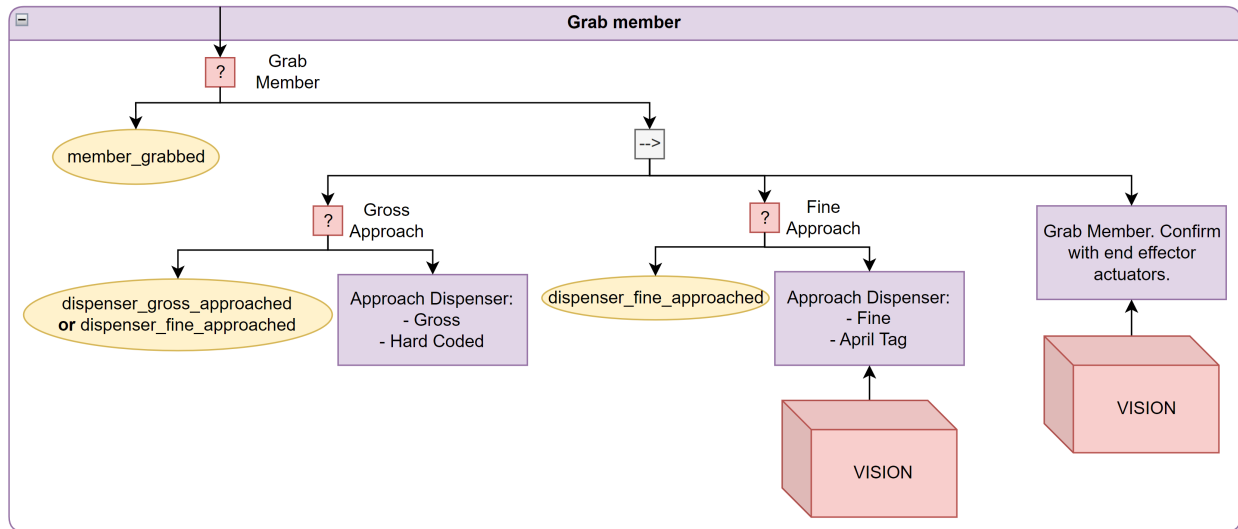 Grab member
?
Grab
Member
member_grabbed
-->
?
Gross
Approach
?
Fine
Approach
Grab Member. Confirm
with end effector
actuators.
dispenser_gross_approached
or dispenser_fine_approached
Approach Dispenser:
- Gross
- Hard Coded
dispenser_fine_approached
Approach Dispenser:
- Fine
- April Tag
VISION
VISION